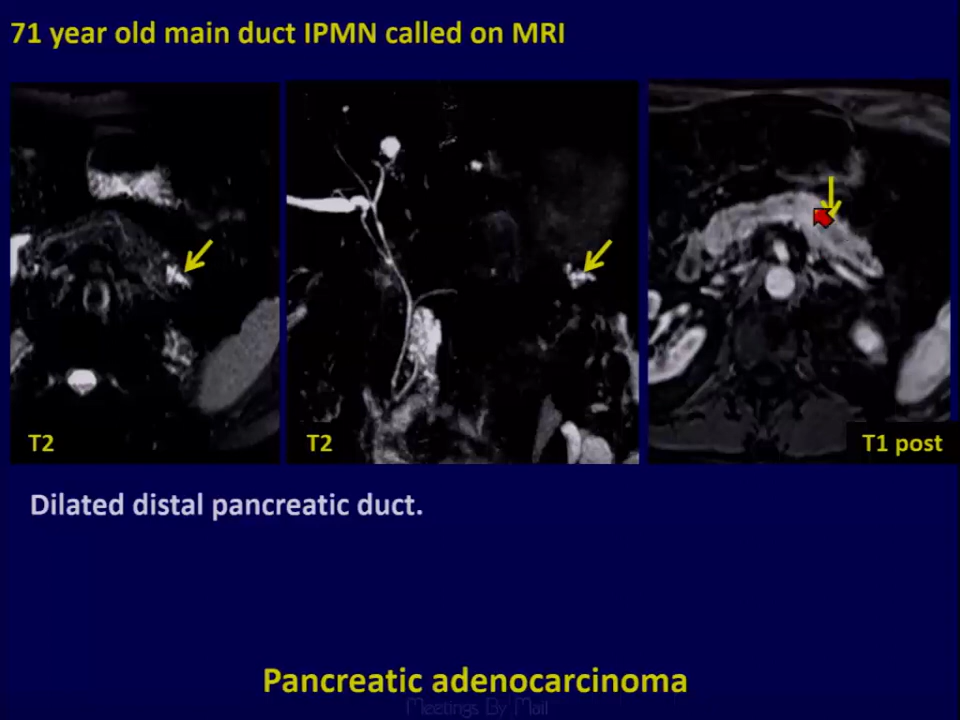 71 year old main duct IPMN called on MRI
T2
T2
T1 post
Dilated distal pancreatic duct.
Pancreatic adenocarcinoma
Meetings By Mail